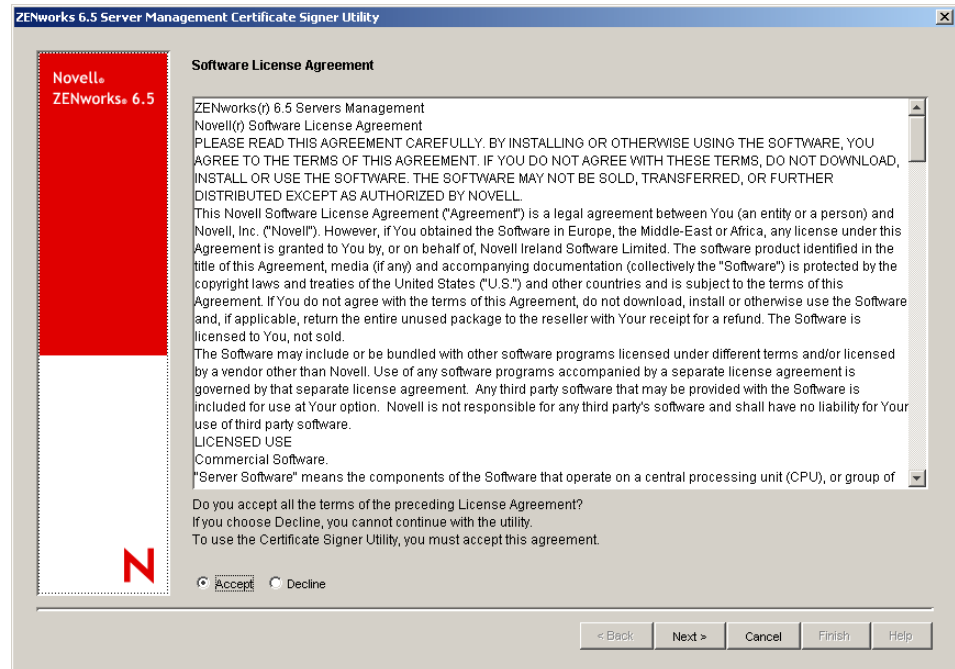 ZENworks 6.5 Server Management Certificate Signer Utility
Novell®
ZENworks® 6.5
Software License Agreement
ZENworks(r) 6.5 Servers Management
Novell(r) Software License Agreement
PLEASE READ THIS AGREEMENT CAREFULLY. BY INSTALLING OR OTHERWISE USING THE SOFTWARE, YOU
AGREE TO THE TERMS OF THIS AGREEMENT. IF YOU DO NOT AGREE WITH THESE TERMS, DO NOT DOWNLOAD,
INSTALL OR USE THE SOFTWARE. THE SOFTWARE MAY NOT BE SOLD, TRANSFERRED, OR FURTHER
DISTRIBUTED EXCEPT AS AUTHORIZED BY NOVELL.
This Novell Software License Agreement ("Agreement") is a legal agreement between You (an entity or a person) and
Novell, Inc. ("Novell"). However, if You obtained the Software in Europe, the Middle-East or Africa, any license under this
Agreement is granted to You by, or on behalf of, Novell Ireland Software Limited. The software product identified in the
title of this Agreement, media (if any) and accompanying documentation (collectively the "Software") is protected by the
copyright laws and treaties of the United States ("U.S.") and other countries and is subject to the terms of this
Agreement. If You do not agree with the terms of this Agreement, do not download, install or otherwise use the Software
and, if applicable, return the entire unused package to the reseller with Your receipt for a refund. The Software is
licensed to You, not sold.
The Software may include or be bundled with other software programs licensed under different terms and/or licensed
by a vendor other than Novell. Use of any software programs accompanied by a separate license agreement is
governed by that separate license agreement.  Any third party software that may be provided with the Software is
included for use at Your option.  Novell is not responsible for any third party's software and shall have no liability for Your
use of third party software.
LICENSED USE
Commercial Software.
"Server Software" means the components of the Software that operate on a central processing unit (CPU), or group of
Do you accept all the terms of the preceding License Agreement?
If you choose Decline, you cannot continue with the utility.
To use the Certificate Signer Utility, you must accept this agreement.
N
Accept Decline
< Back Next > Cancel Finish Help